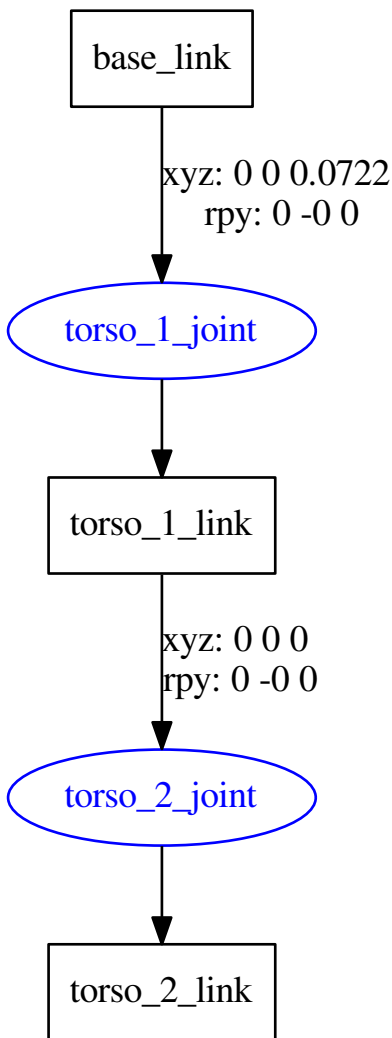 base_link
xyz: 0 0 0.0722
rpy: 0 -0 0
torso_1_joint
torso_1_link
xyz: 0 0 0
rpy: 0 -0 0
torso_2_joint
torso_2_link